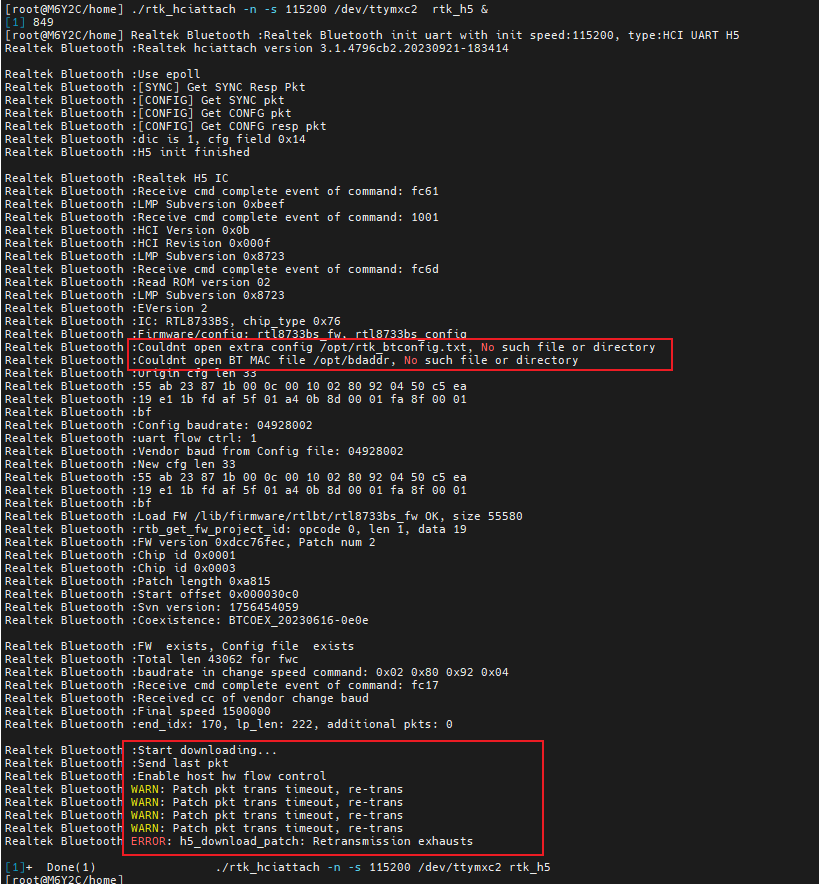 [root@M6Y2C/home] ./rtk_hciattach -n -s 115200 /dev/ttymxc2  rtk_h5 &
[1] 849
[root@M6Y2C/home] Realtek Bluetooth :Realtek Bluetooth init uart with init speed:115200, type:HCI UART H5
Realtek Bluetooth :Realtek hciattach version 3.1.4796cb2.20230921-183414

Realtek Bluetooth :Use epoll
Realtek Bluetooth :[SYNC] Get SYNC Resp Pkt
Realtek Bluetooth :[CONFIG] Get SYNC pkt
Realtek Bluetooth :[CONFIG] Get CONFG pkt
Realtek Bluetooth :[CONFIG] Get CONFG resp pkt
Realtek Bluetooth :dic is 1, cfg field 0x14
Realtek Bluetooth :H5 init finished

Realtek Bluetooth :Realtek H5 IC
Realtek Bluetooth :Receive cmd complete event of command: fc61
Realtek Bluetooth :LMP Subversion 0xbeef
Realtek Bluetooth :Receive cmd complete event of command: 1001
Realtek Bluetooth :HCI Version 0x0b
Realtek Bluetooth :HCI Revision 0x000f
Realtek Bluetooth :LMP Subversion 0x8723
Realtek Bluetooth :Receive cmd complete event of command: fc6d
Realtek Bluetooth :Read ROM version 02
Realtek Bluetooth :LMP Subversion 0x8723
Realtek Bluetooth :EVersion 2
Realtek Bluetooth :IC: RTL8733BS, chip_type 0x76
Realtek Bluetooth :Firmware/config: rtl8733bs_fw, rtl8733bs_config
Realtek Bluetooth :Couldnt open extra config /opt/rtk_btconfig.txt, No such file or directory
Realtek Bluetooth :Couldnt open BT MAC file /opt/bdaddr, No such file or directory
Realtek Bluetooth :Origin cfg len 33
Realtek Bluetooth :55 ab 23 87 1b 00 0c 00 10 02 80 92 04 50 c5 ea
Realtek Bluetooth :19 e1 1b fd af 5f 01 a4 0b 8d 00 01 fa 8f 00 01
Realtek Bluetooth :bf
Realtek Bluetooth :Config baudrate: 04928002
Realtek Bluetooth :uart flow ctrl: 1
Realtek Bluetooth :Vendor baud from Config file: 04928002
Realtek Bluetooth :New cfg len 33
Realtek Bluetooth :55 ab 23 87 1b 00 0c 00 10 02 80 92 04 50 c5 ea
Realtek Bluetooth :19 e1 1b fd af 5f 01 a4 0b 8d 00 01 fa 8f 00 01
Realtek Bluetooth :bf
Realtek Bluetooth :Load FW /lib/firmware/rtlbt/rtl8733bs_fw OK, size 55580
Realtek Bluetooth :rtb_get_fw_project_id: opcode 0, len 1, data 19
Realtek Bluetooth :FW version 0xdcc76fec, Patch num 2
Realtek Bluetooth :Chip id 0x0001
Realtek Bluetooth :Chip id 0x0003
Realtek Bluetooth :Patch length 0xa815
Realtek Bluetooth :Start offset 0x000030c0
Realtek Bluetooth :Svn version: 1756454059
Realtek Bluetooth :Coexistence: BTCOEX_20230616-0e0e

Realtek Bluetooth :FW  exists, Config file  exists
Realtek Bluetooth :Total len 43062 for fwc
Realtek Bluetooth :baudrate in change speed command: 0x02 0x80 0x92 0x04
Realtek Bluetooth :Receive cmd complete event of command: fc17
Realtek Bluetooth :Received cc of vendor change baud
Realtek Bluetooth :Final speed 1500000
Realtek Bluetooth :end_idx: 170, lp_len: 222, additional pkts: 0

Realtek Bluetooth :Start downloading...
Realtek Bluetooth :Send last pkt
Realtek Bluetooth :Enable host hw flow control
Realtek Bluetooth WARN: Patch pkt trans timeout, re-trans
Realtek Bluetooth WARN: Patch pkt trans timeout, re-trans
Realtek Bluetooth WARN: Patch pkt trans timeout, re-trans
Realtek Bluetooth WARN: Patch pkt trans timeout, re-trans
Realtek Bluetooth ERROR: h5_download_patch: Retransmission exhausts

[1]+  Done(1)                 ./rtk_hciattach -n -s 115200 /dev/ttymxc2 rtk_h5
[root@M6Y2C/home]